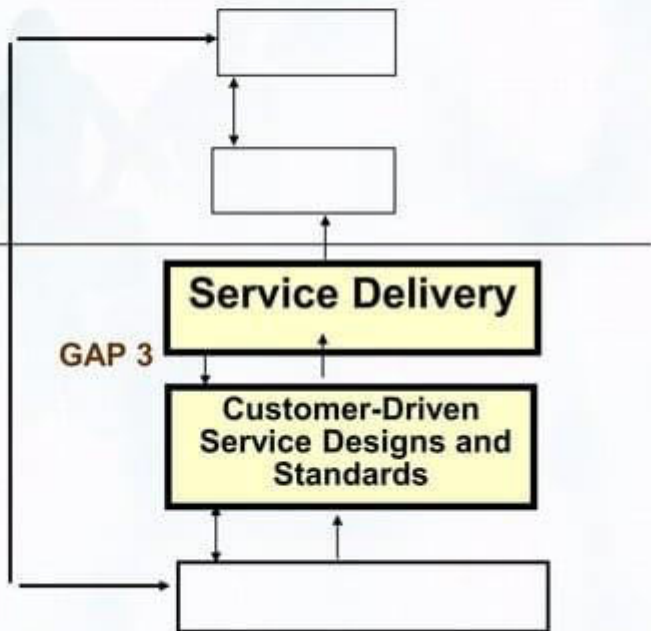 Service Delivery
GAP 3
Customer-Driven
Service Designs and
Standards